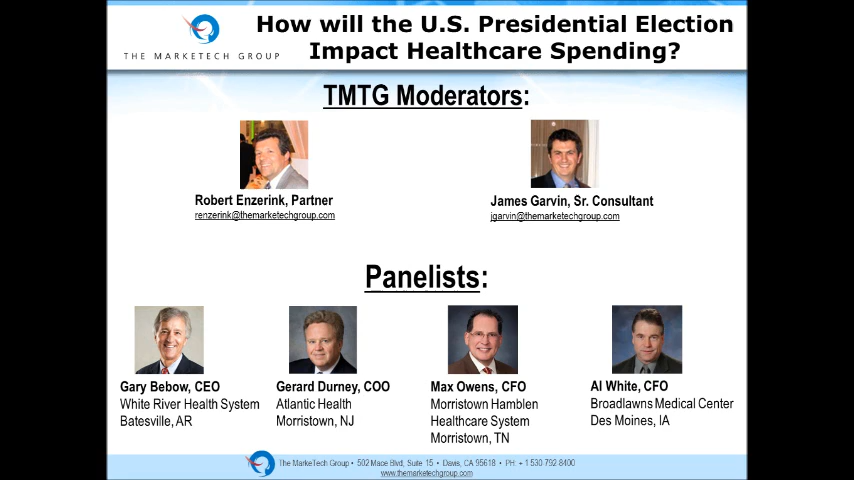 How will the U.S. Presidential Election
Impact Healthcare Spending?
THE MARKETECH GROUP
TMTG Moderators:
Robert Enzerink, Partner
renzerink@themarketechgroup.com
James Garvin, Sr. Consultant
jgarvin@themarketechgroup.com
Panelists:
Gary Bebow, CEO
White River Health System
Batesville, AR
Gerard Durney, COO
Atlantic Health
Morristown, NJ
Max Owens, CFO
Morristown Hamblen
Healthcare System
Morristown, TN
Al White, CFO
Broadlawns Medical Center
Des Moines, IA
The MarkeTech Group • 502 Mace Blvd, Suite 15 • Davis, CA 95618 • PH + 1 530-792-8400
www.themarketechgroup.com